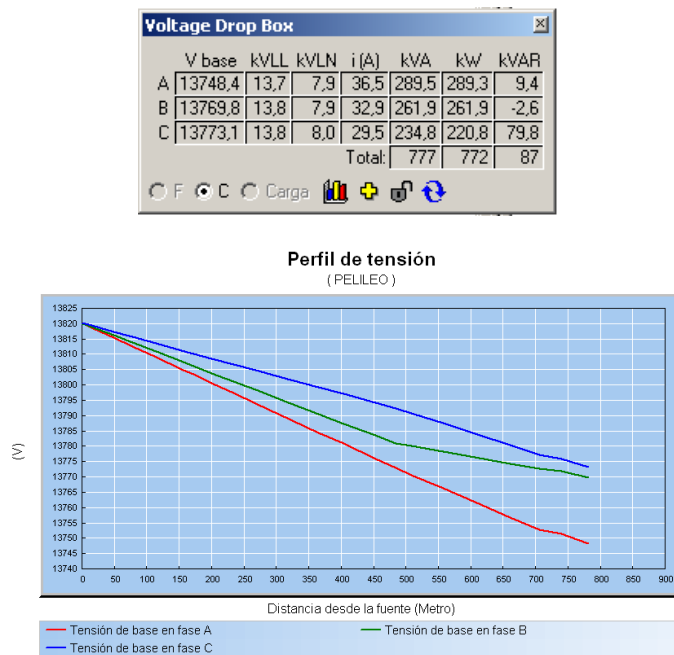 Voltage Drop Box
V base kVLL kVLN i (A) kVA kW kVAR
A 13748,4 13,7 7,9 36,5 289,5 289,3 9,4
B 13769,8 13,8 7,9 32,9 261,9 261,9 -2,6
C 13773,1 13,8 8,0 29,5 234,8 220,8 79,8
Total: 777 772 87
F C Carga
Perfil de tensión
( PELILEO )
13825
13820
13815
13810
13805
13800
13795
13790
13785
13780
13775
13770
13765
13760
13755
13750
13745
13740
(V)
0 50 100 150 200 250 300 350 400 450 500 550 600 650 700 750 800 850 900
Distancia desde la fuente (Metro)
Tensión de base en fase A Tensión de base en fase B
Tensión de base en fase C